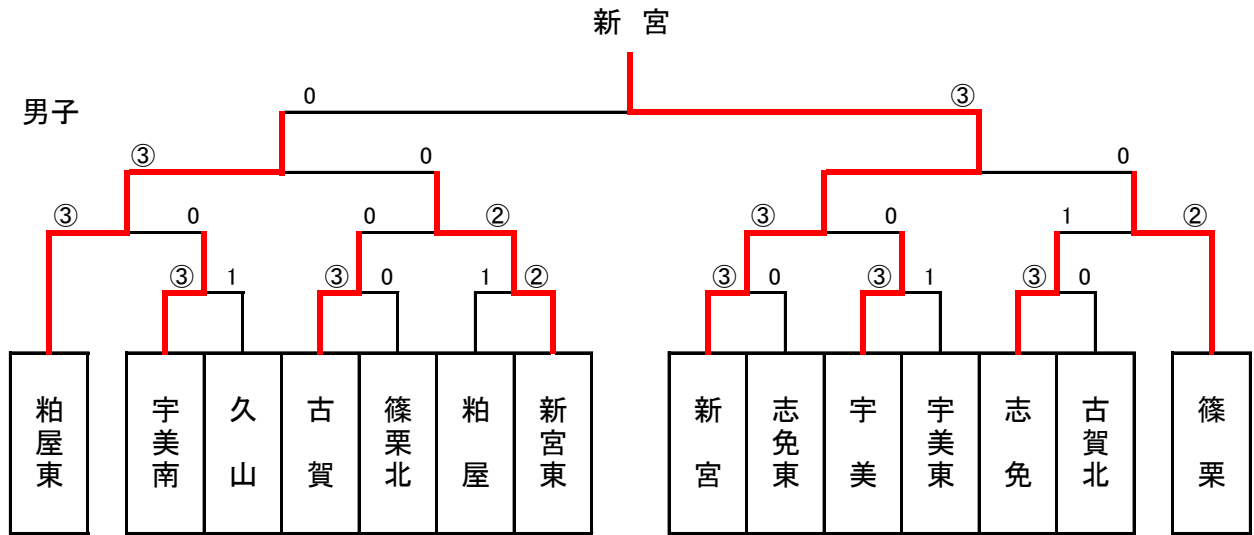 新 宮
男子
0 ③
③ 0 0
③ 0 0 ② ③ 0 1 ②
③ 1 ③ 0 1 ② ③ 0 ③ 1 ③ 0
粕屋東 宇美南 久山 古賀 篠栗北 粕屋 新宮東 新宮 志免東 宇美 宇美東 志免 古賀北 篠栗